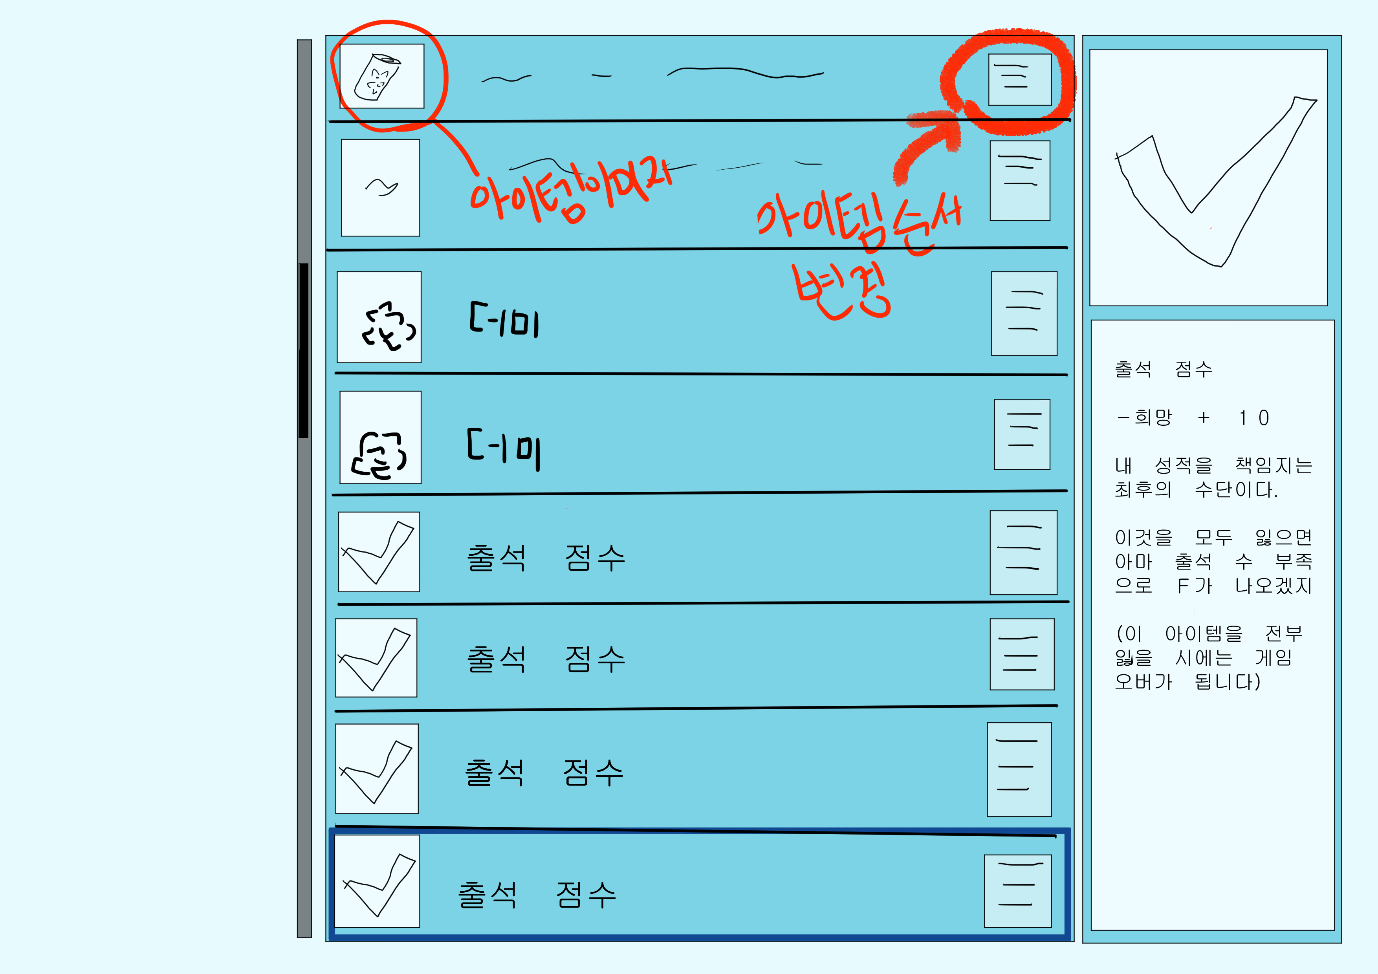 아이템이미지
아이템 순서
변경
더미
더미
출석 점수
출석 점수
출석 점수
출석 점수
출석 점수
-희망 + 10
내 성적을 책임지는
최후의 수단이다.
이것을 모두 잃으면
아마 출석 수 부족
으로 F가 나오겠지
(이 아이템을 전부
잃을 시에는 게임
오버가 됩니다)